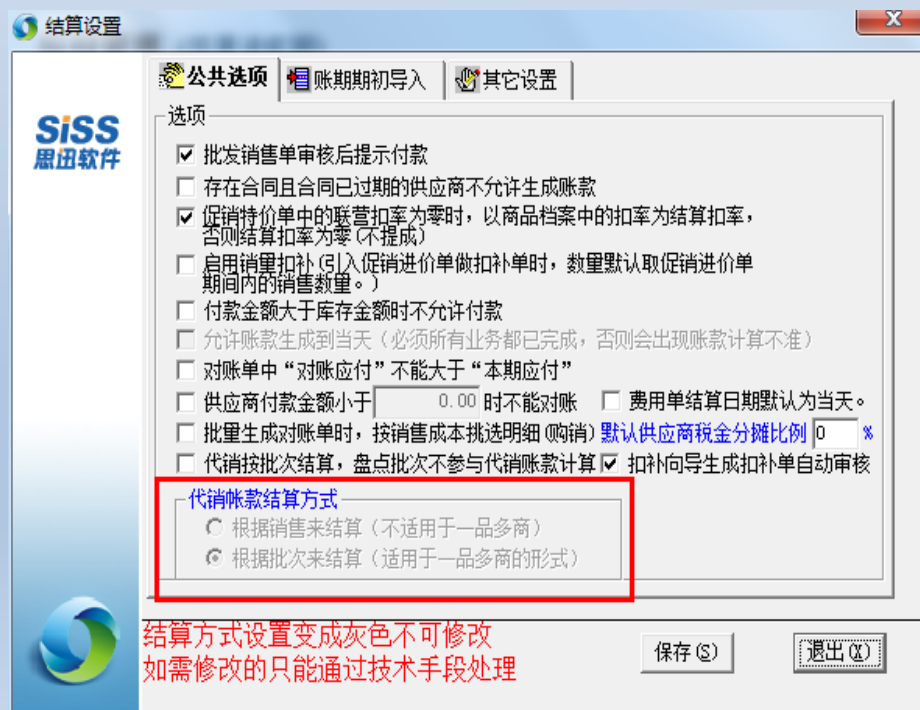 结算设置
SiSS
思迅软件
公共选项
账期期初导入
其它设置
选项
批发销售单审核后提示付款
存在合同且合同已过期的供应商不允许生成账款
促销特价单中的联营扣率为零时，以商品档案中的扣率为结算扣率，
否则结算扣率为零(不提成)
启用销量扣补(引入促销进价单做扣补单时，数量默认取促销进价单
期间内的销售数量。)
付款金额大于库存金额时不允许付款
允许账款生成到当天（必须所有业务都已完成，否则会出现账款计算不准）
对账单中“对账应付”不能大于“本期应付”
供应商付款金额小于 0.00 时不能对账 费用单结算日期默认为当天。
批量生成对账单时，按销售成本挑选明细(购销) 默认供应商税金分摊比例 0 %
代销按批次结算，盘点批次不参与代销账款计算 扣补向导生成扣补单自动审核
代销帐款结算方式
根据销售来结算（不适用于一品多商）
根据批次来结算（适用于一品多商的形式）
结算方式设置变成灰色不可修改
如需修改的只能通过技术手段处理
保存(S)
退出(X)